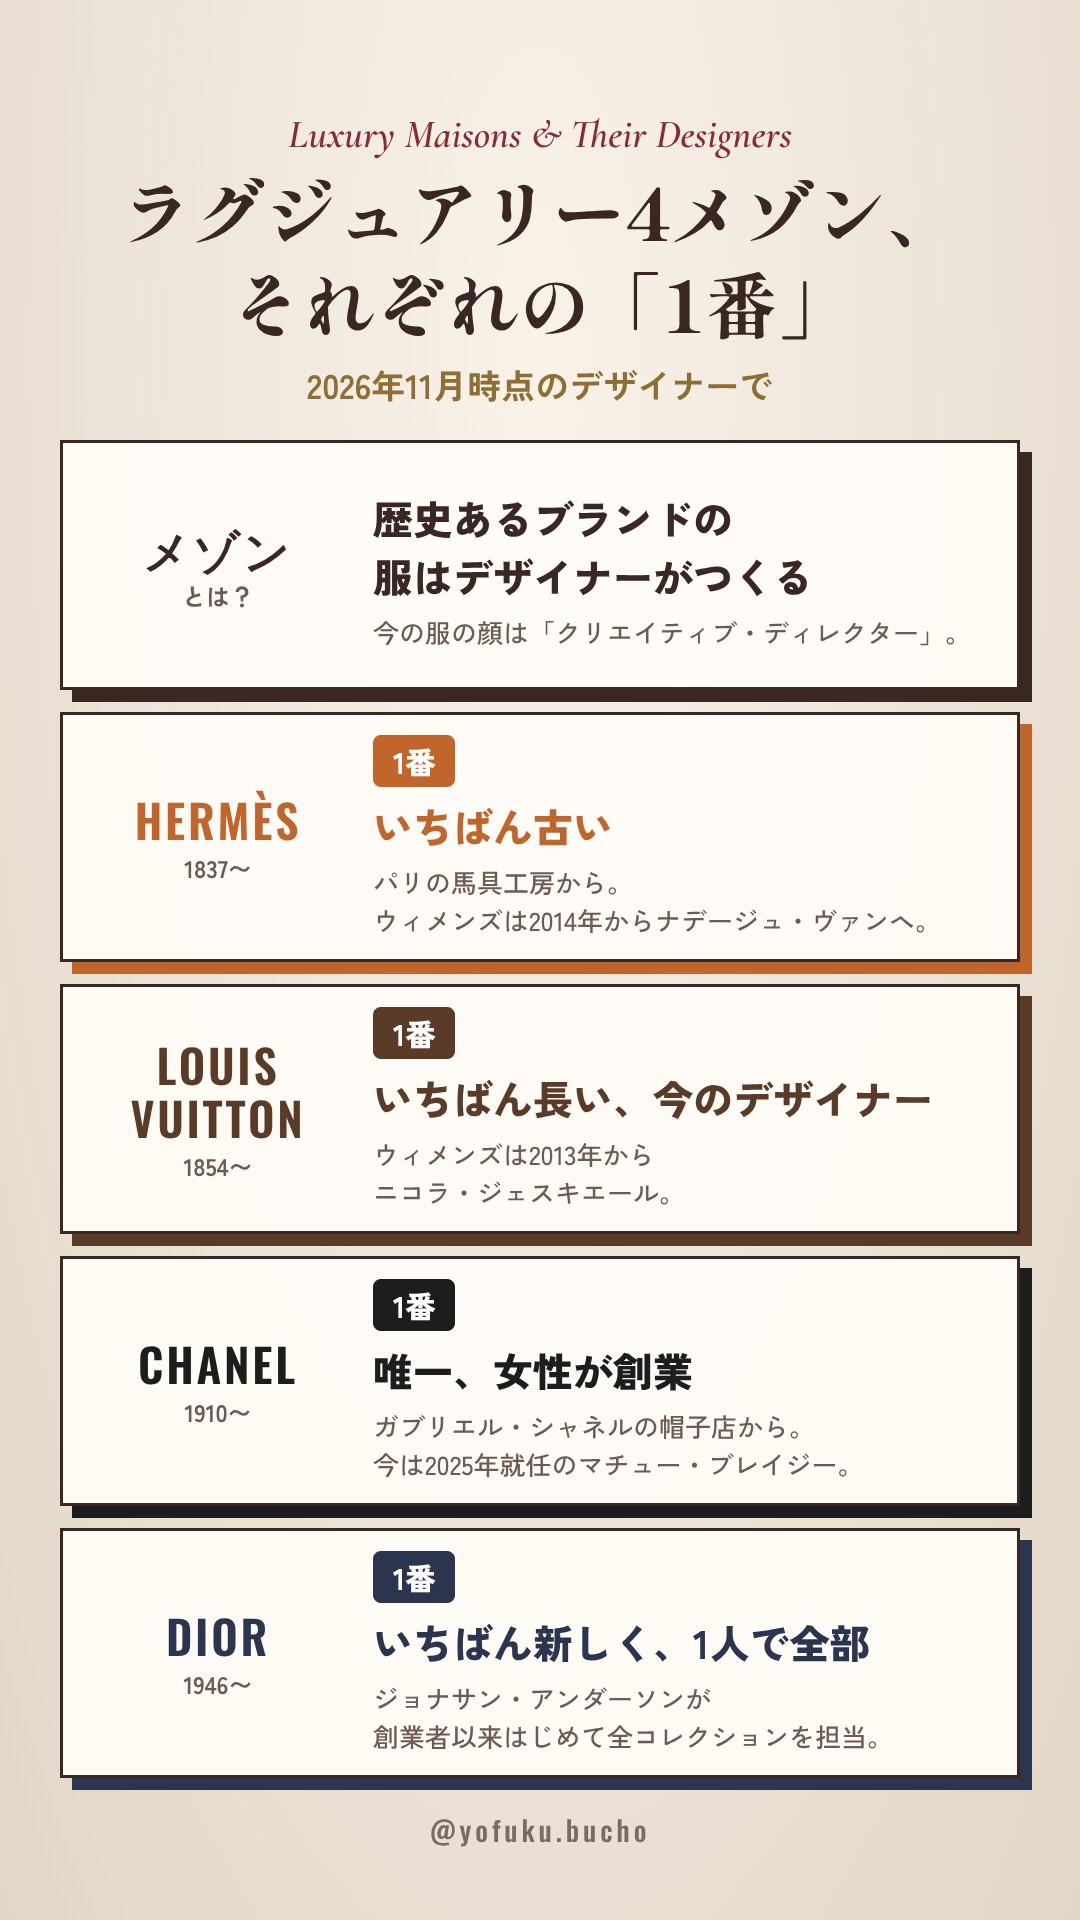 Luxury Maisons & Their Designers
ラグジュアリー4メゾン、
それぞれの「1番」
2026年11月時点のデザイナーで
メゾン
とは？
歴史あるブランドの
服はデザイナーがつくる
今の服の顔は「クリエイティブ・ディレクター」。
HERMÈS
1837〜
1番
いちばん古い
パリの馬具工房から。
ウィメンズは2014年からナデージュ・ヴァンへ。
LOUIS
VUITTON
1854〜
1番
いちばん長い、今のデザイナー
ウィメンズは2013年から
ニコラ・ジェスキエール。
CHANEL
1910〜
1番
唯一、女性が創業
ガブリエル・シャネルの帽子店から。
今は2025年就任のマチュー・ブレイジー。
DIOR
1946〜
1番
いちばん新しく、1人で全部
ジョナサン・アンダーソンが
創業者以来はじめて全コレクションを担当。
@yofuku.bucho